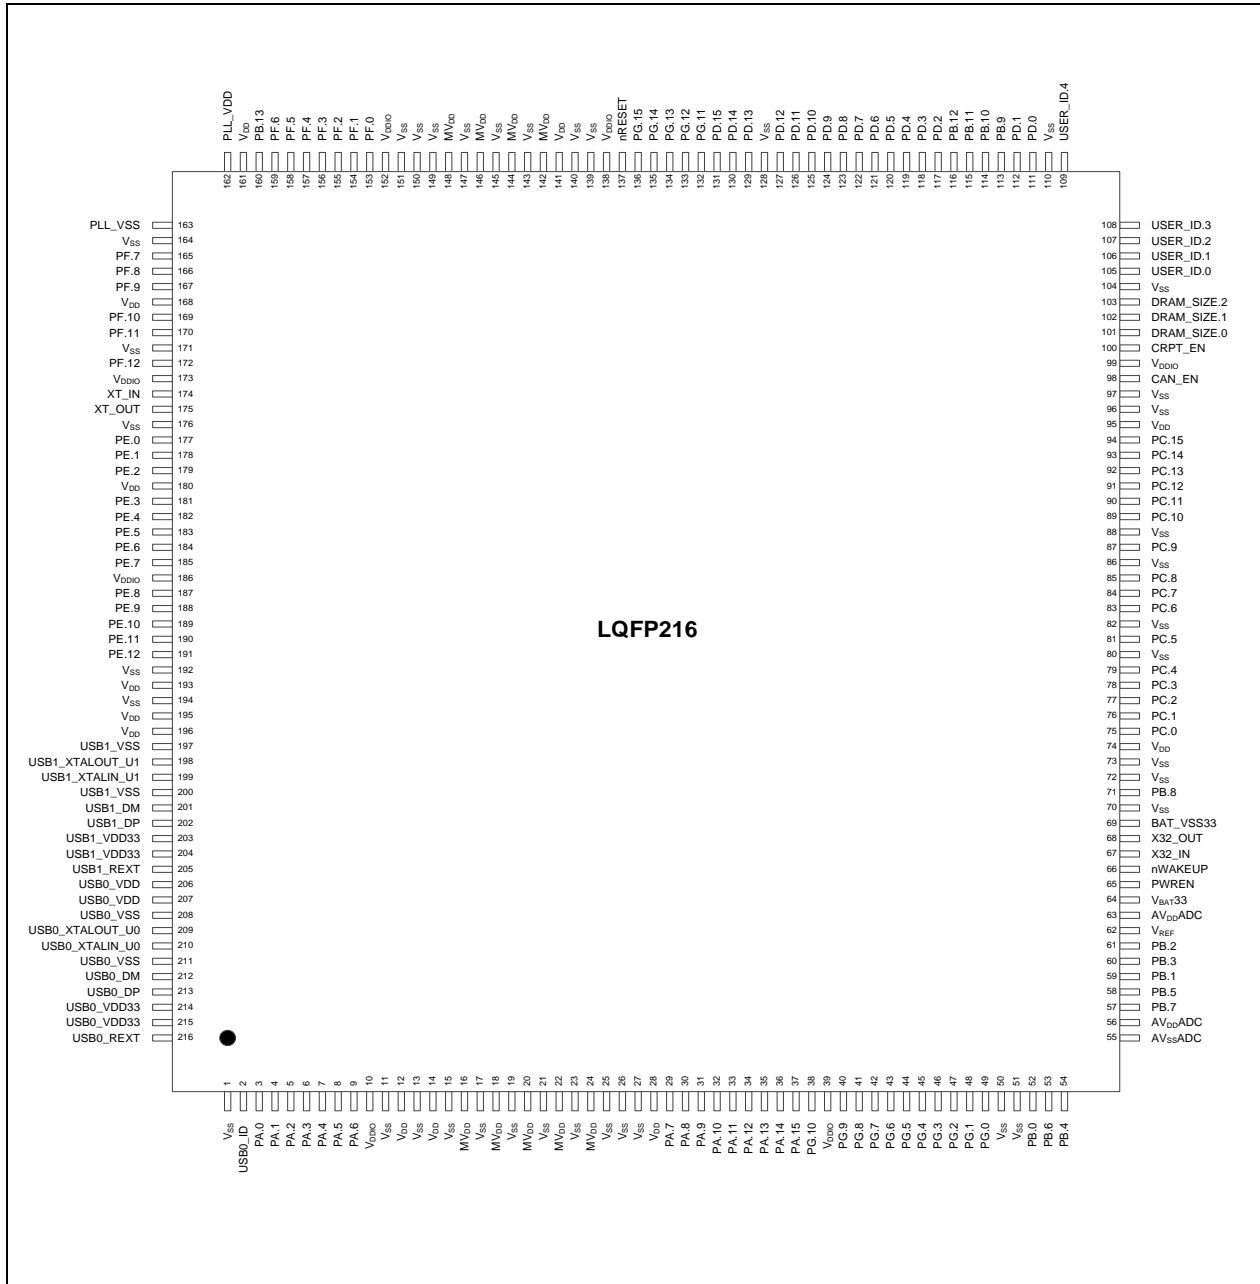 PLL_VDD 162
VDD 161
PB.13 160
PF.6 159
PF.5 158
PF.4 157
PF.3 156
PF.2 155
PF.1 154
PF.0 153
VDDIO 152
VSS 151
VSS 150
VSS 149
MVDD 148
VSS 147
MVDD 146
VSS 145
MVDD 144
VSS 143
MVDD 142
VDD 141
VSS 140
VSS 139
VDDIO 138
nRESET 137
PG.15 136
PG.14 135
PG.13 134
PG.12 133
PG.11 132
PD.15 131
PD.14 130
PD.13 129
VSS 128
PD.12 127
PD.11 126
PD.10 125
PD.9 124
PD.8 123
PD.7 122
PD.6 121
PD.5 120
PD.4 119
PD.3 118
PD.2 117
PB.12 116
PB.11 115
PB.10 114
PB.9 113
PD.1 112
PD.0 111
VSS 110
USER_ID.4 109
PLL_VSS 163
VSS 164
PF.7 165
PF.8 166
PF.9 167
VDD 168
PF.10 169
PF.11 170
VSS 171
PF.12 172
VDDIO 173
XT_IN 174
XT_OUT 175
VSS 176
PE.0 177
PE.1 178
PE.2 179
VDD 180
PE.3 181
PE.4 182
PE.5 183
PE.6 184
PE.7 185
VDDIO 186
PE.8 187
PE.9 188
PE.10 189
PE.11 190
PE.12 191
VSS 192
VDD 193
VSS 194
VDD 195
VDD 196
USB1_VSS 197
USB1_XTALOUT_U1 198
USB1_XTALIN_U1 199
USB1_VSS 200
USB1_DM 201
USB1_DP 202
USB1_VDD33 203
USB1_VDD33 204
USB1_REXT 205
USB0_VDD 206
USB0_VDD 207
USB0_VSS 208
USB0_XTALOUT_U0 209
USB0_XTALIN_U0 210
USB0_VSS 211
USB0_DM 212
USB0_DP 213
USB0_VDD33 214
USB0_VDD33 215
USB0_REXT 216
LQFP216
108 USER_ID.3
107 USER_ID.2
106 USER_ID.1
105 USER_ID.0
104 VSS
103 DRAM_SIZE.2
102 DRAM_SIZE.1
101 DRAM_SIZE.0
100 CRPT_EN
99 VDDIO
98 CAN_EN
97 VSS
96 VSS
95 VDD
94 PC.15
93 PC.14
92 PC.13
91 PC.12
90 PC.11
89 PC.10
88 VSS
87 PC.9
86 VSS
85 PC.8
84 PC.7
83 PC.6
82 VSS
81 PC.5
80 VSS
79 PC.4
78 PC.3
77 PC.2
76 PC.1
75 PC.0
74 VDD
73 VSS
72 VSS
71 PB.8
70 VSS
69 BAT_VSS33
68 X32_OUT
67 X32_IN
66 nWAKEUP
65 PWREN
64 VBAT33
63 AVDDADC
62 VREF
61 PB.2
60 PB.3
59 PB.1
58 PB.5
57 PB.7
56 AVDDADC
55 AVSSADC
1 VSS
2 USB0_ID
3 PA.0
4 PA.1
5 PA.2
6 PA.3
7 PA.4
8 PA.5
9 PA.6
10 VDDIO
11 VSS
12 VDD
13 VSS
14 VDD
15 VSS
16 MVDD
17 VSS
18 MVDD
19 VSS
20 MVDD
21 VSS
22 MVDD
23 VSS
24 MVDD
25 VSS
26 VSS
27 VSS
28 VDD
29 PA.7
30 PA.8
31 PA.9
32 PA.10
33 PA.11
34 PA.12
35 PA.13
36 PA.14
37 PA.15
38 PG.10
39 VDDIO
40 PG.9
41 PG.8
42 PG.7
43 PG.6
44 PG.5
45 PG.4
46 PG.3
47 PG.2
48 PG.1
49 PG.0
50 VSS
51 VSS
52 PB.0
53 PB.6
54 PB.4